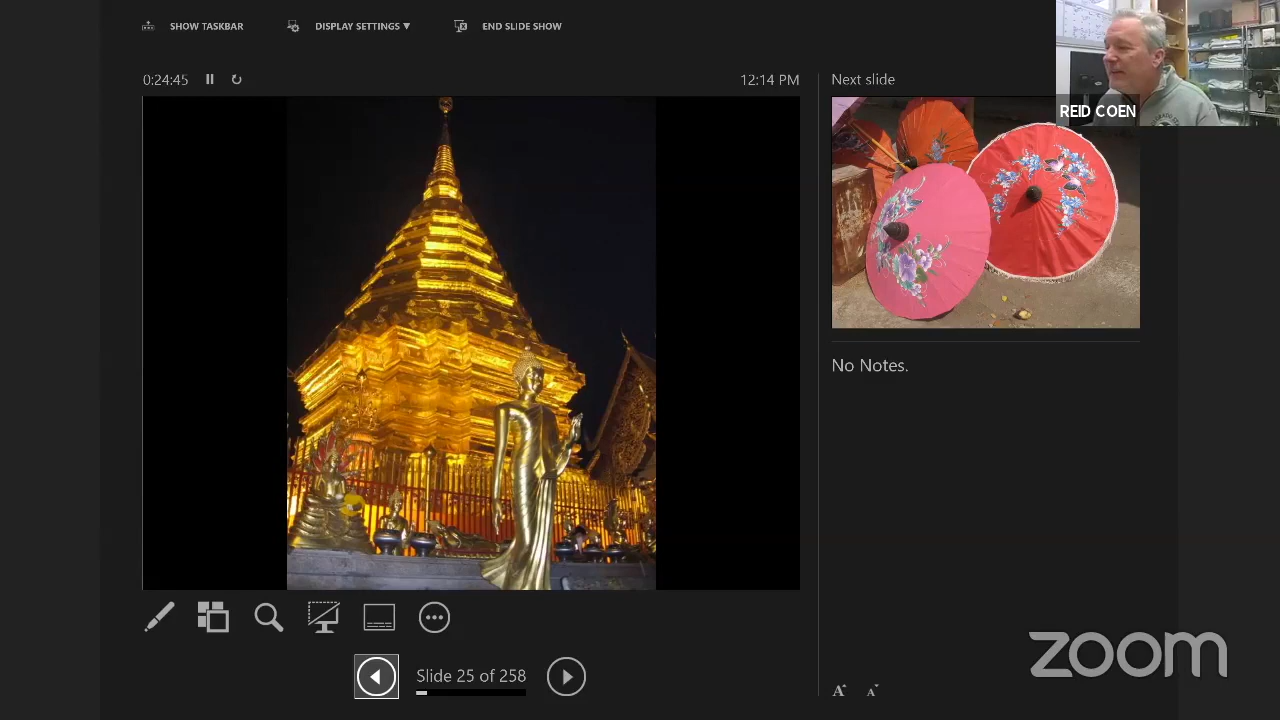 SHOW TASKBAR
DISPLAY SETTINGS ▼
END SLIDE SHOW
0:24:45
12:14 PM
Next slide
REID COEN
No Notes.
Slide 25 of 258
A A
zoom